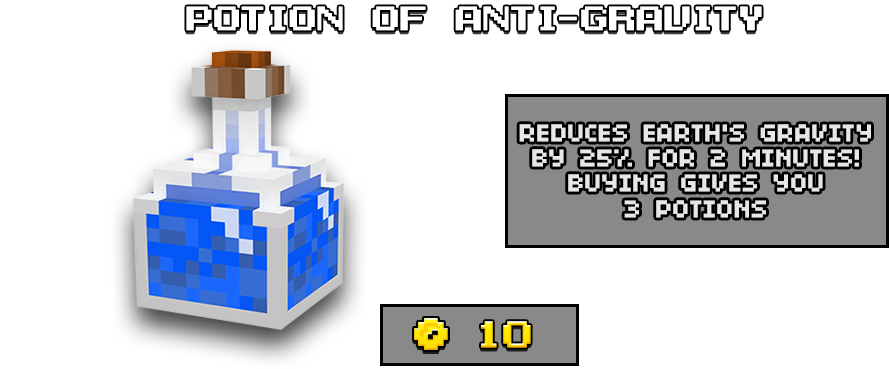 POTION OF ANTI-GRAVITY
REDUCES EARTH'S GRAVITY
BY 25% FOR 2 MINUTES!
BUYING GIVES YOU
3 POTIONS
10